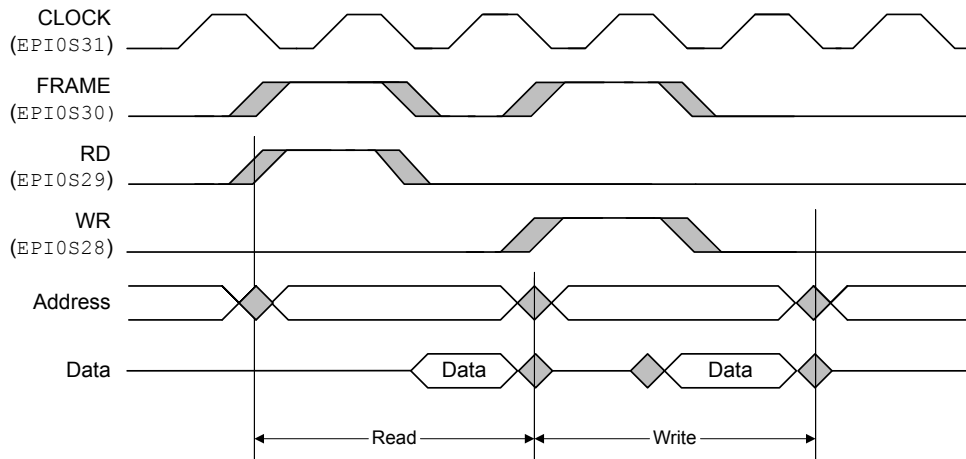 CLOCK
(EPI0S31)
FRAME
(EPI0S30)
RD
(EPI0S29)
WR
(EPI0S28)
Address
Data Data Data
Read Write